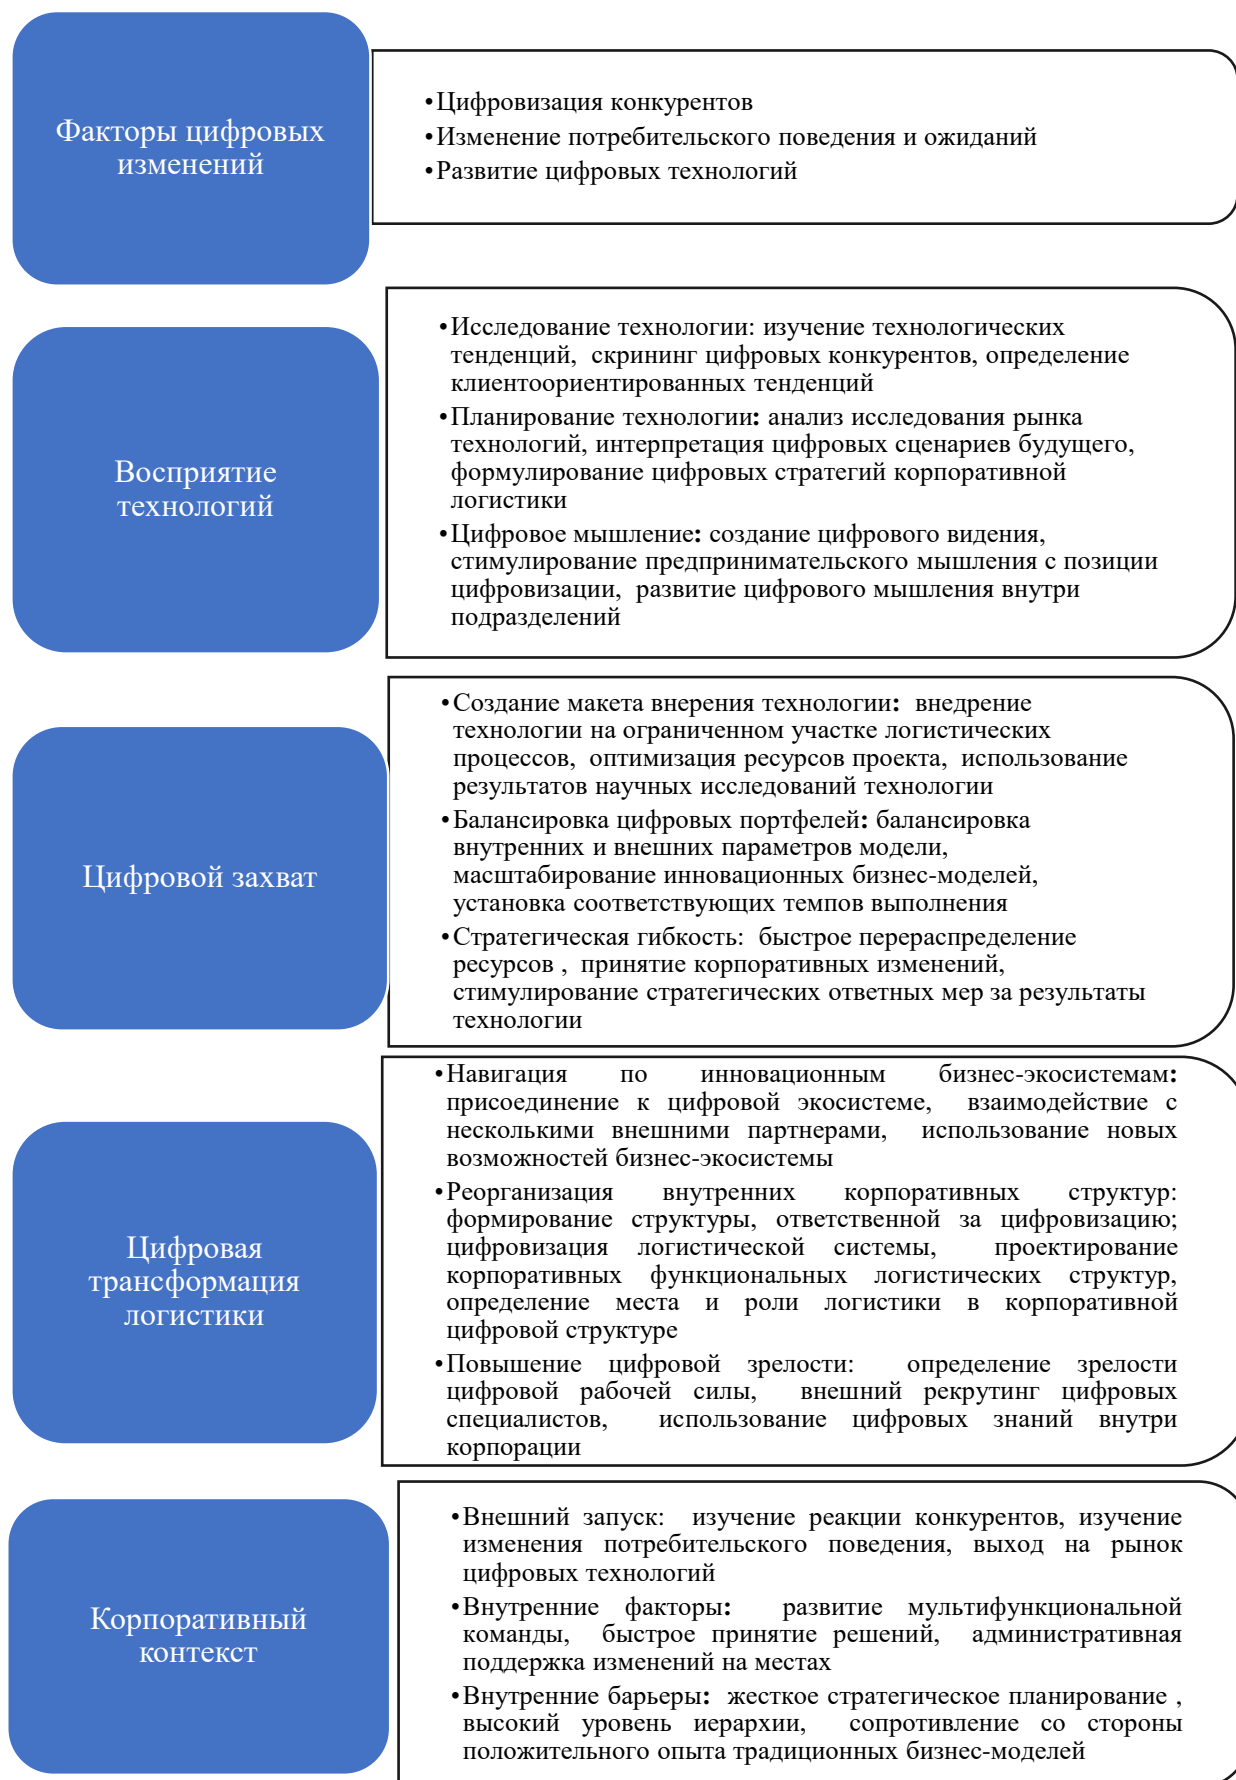 Факторы цифровых
изменений
•Цифровизация конкурентов
•Изменение потребительского поведения и ожиданий
•Развитие цифровых технологий
Восприятие
технологий
•Исследование технологии: изучение технологических
тенденций, скрининг цифровых конкурентов, определение
клиентоориентированных тенденций
•Планирование технологии: анализ исследования рынка
технологий, интерпретация цифровых сценариев будущего,
формулирование цифровых стратегий корпоративной
логистики
•Цифровое мышление: создание цифрового видения,
стимулирование предпринимательского мышления с позиции
цифровизации, развитие цифрового мышления внутри
подразделений
Цифровой захват
•Создание макета внерения технологии: внедрение
технологии на ограниченном участке логистических
процессов, оптимизация ресурсов проекта, использование
результатов научных исследований технологии
•Балансировка цифровых портфелей: балансировка
внутренних и внешних параметров модели,
масштабирование инновационных бизнес-моделей,
установка соответствующих темпов выполнения
•Стратегическая гибкость: быстрое перераспределение
ресурсов , принятие корпоративных изменений,
стимулирование стратегических ответных мер за результаты
технологии
Цифровая
трансформация
логистики
•Навигация по инновационным бизнес-экосистемам:
присоединение к цифровой экосистеме, взаимодействие с
несколькими внешними партнерами, использование новых
возможностей бизнес-экосистемы
•Реорганизация внутренних корпоративных структур:
формирование структуры, ответственной за цифровизацию;
цифровизация логистической системы, проектирование
корпоративных функциональных логистических структур,
определение места и роли логистики в корпоративной
цифровой структуре
•Повышение цифровой зрелости: определение зрелости
цифровой рабочей силы, внешний рекрутинг цифровых
специалистов, использование цифровых знаний внутри
корпорации
Корпоративный
контекст
•Внешний запуск: изучение реакции конкурентов, изучение
изменения потребительского поведения, выход на рынок
цифровых технологий
•Внутренние факторы: развитие мультифункциональной
команды, быстрое принятие решений, административная
поддержка изменений на местах
•Внутренние барьеры: жесткое стратегическое планирование ,
высокий уровень иерархии, сопротивление со стороны
положительного опыта традиционных бизнес-моделей